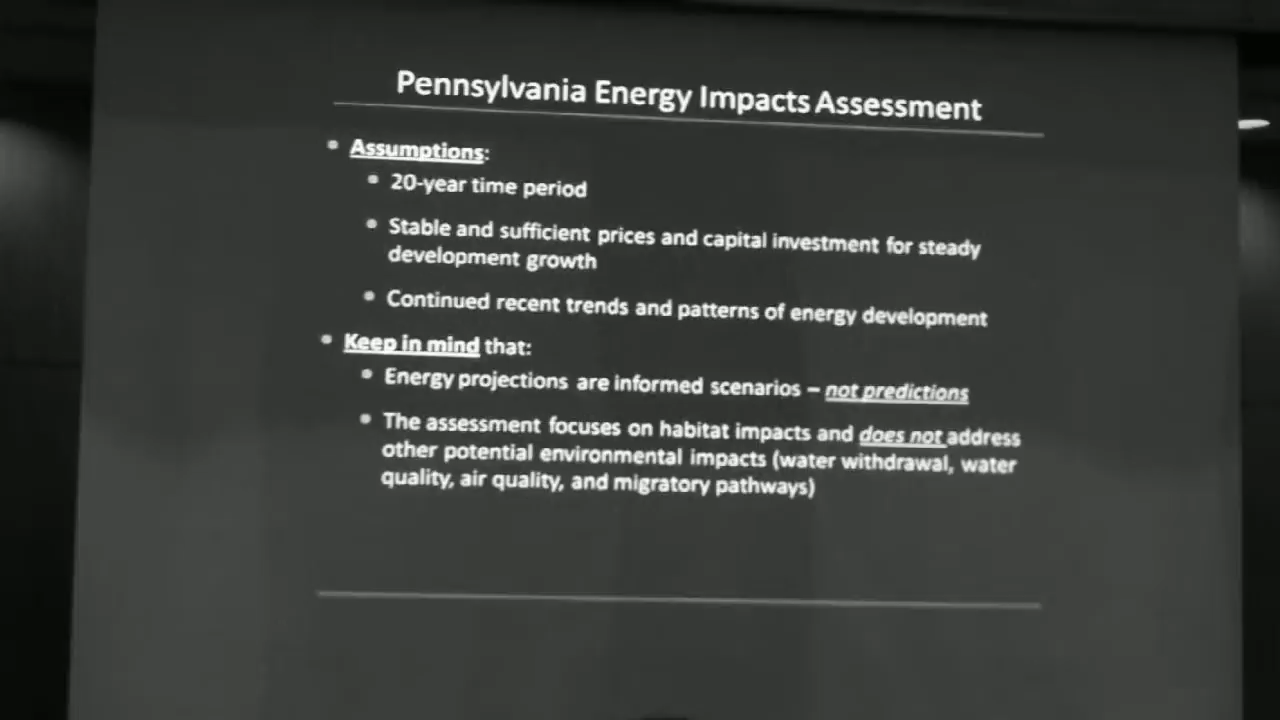 Pennsylvania Energy Impacts Assessment
• Assumptions:
• 20-year time period
• Stable and sufficient prices and capital investment for steady
development growth
• Continued recent trends and patterns of energy development
• Keep in mind that:
• Energy projections are informed scenarios – not predictions
• The assessment focuses on habitat impacts and does not address
other potential environmental impacts (water withdrawal, water
quality, air quality, and migratory pathways)